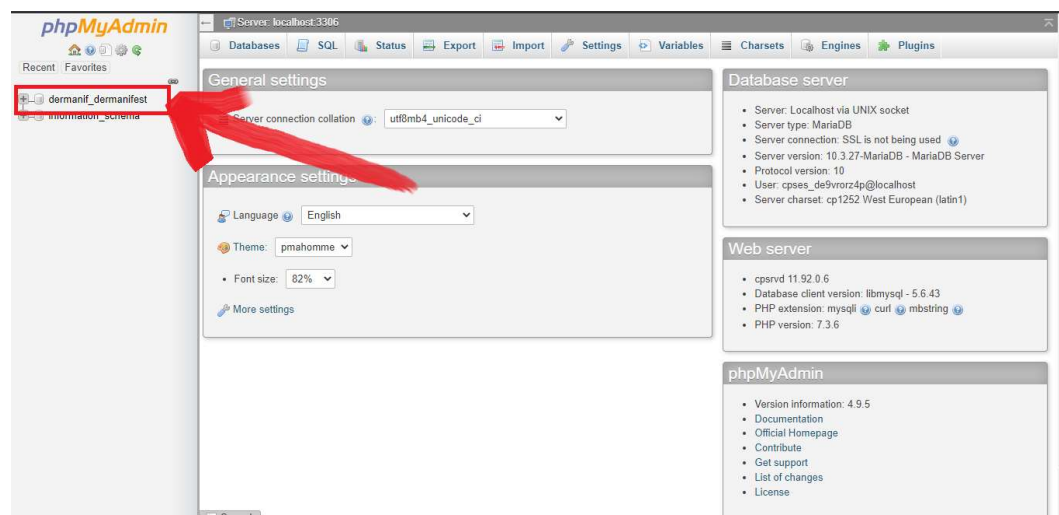 phpMyAdmin
Recent Favorites
dermanif_dermanifest
information_schema
Server: localhost:3306
Databases SQL Status Export Import Settings Variables Charsets Engines Plugins
General settings
Server connection collation : utf8mb4_unicode_ci
Appearance settings
Language English
Theme: pmahomme
• Font size: 82%
More settings
Database server
• Server: Localhost via UNIX socket
• Server type: MariaDB
• Server connection: SSL is not being used
• Server version: 10.3.27-MariaDB - MariaDB Server
• Protocol version: 10
• User: cpses_de9vrorz4p@localhost
• Server charset: cp1252 West European (latin1)
Web server
• cpsrvd 11.92.0.6
• Database client version: libmysql - 5.6.43
• PHP extension: mysqli curl mbstring
• PHP version: 7.3.6
phpMyAdmin
• Version information: 4.9.5
• Documentation
• Official Homepage
• Contribute
• Get support
• List of changes
• License